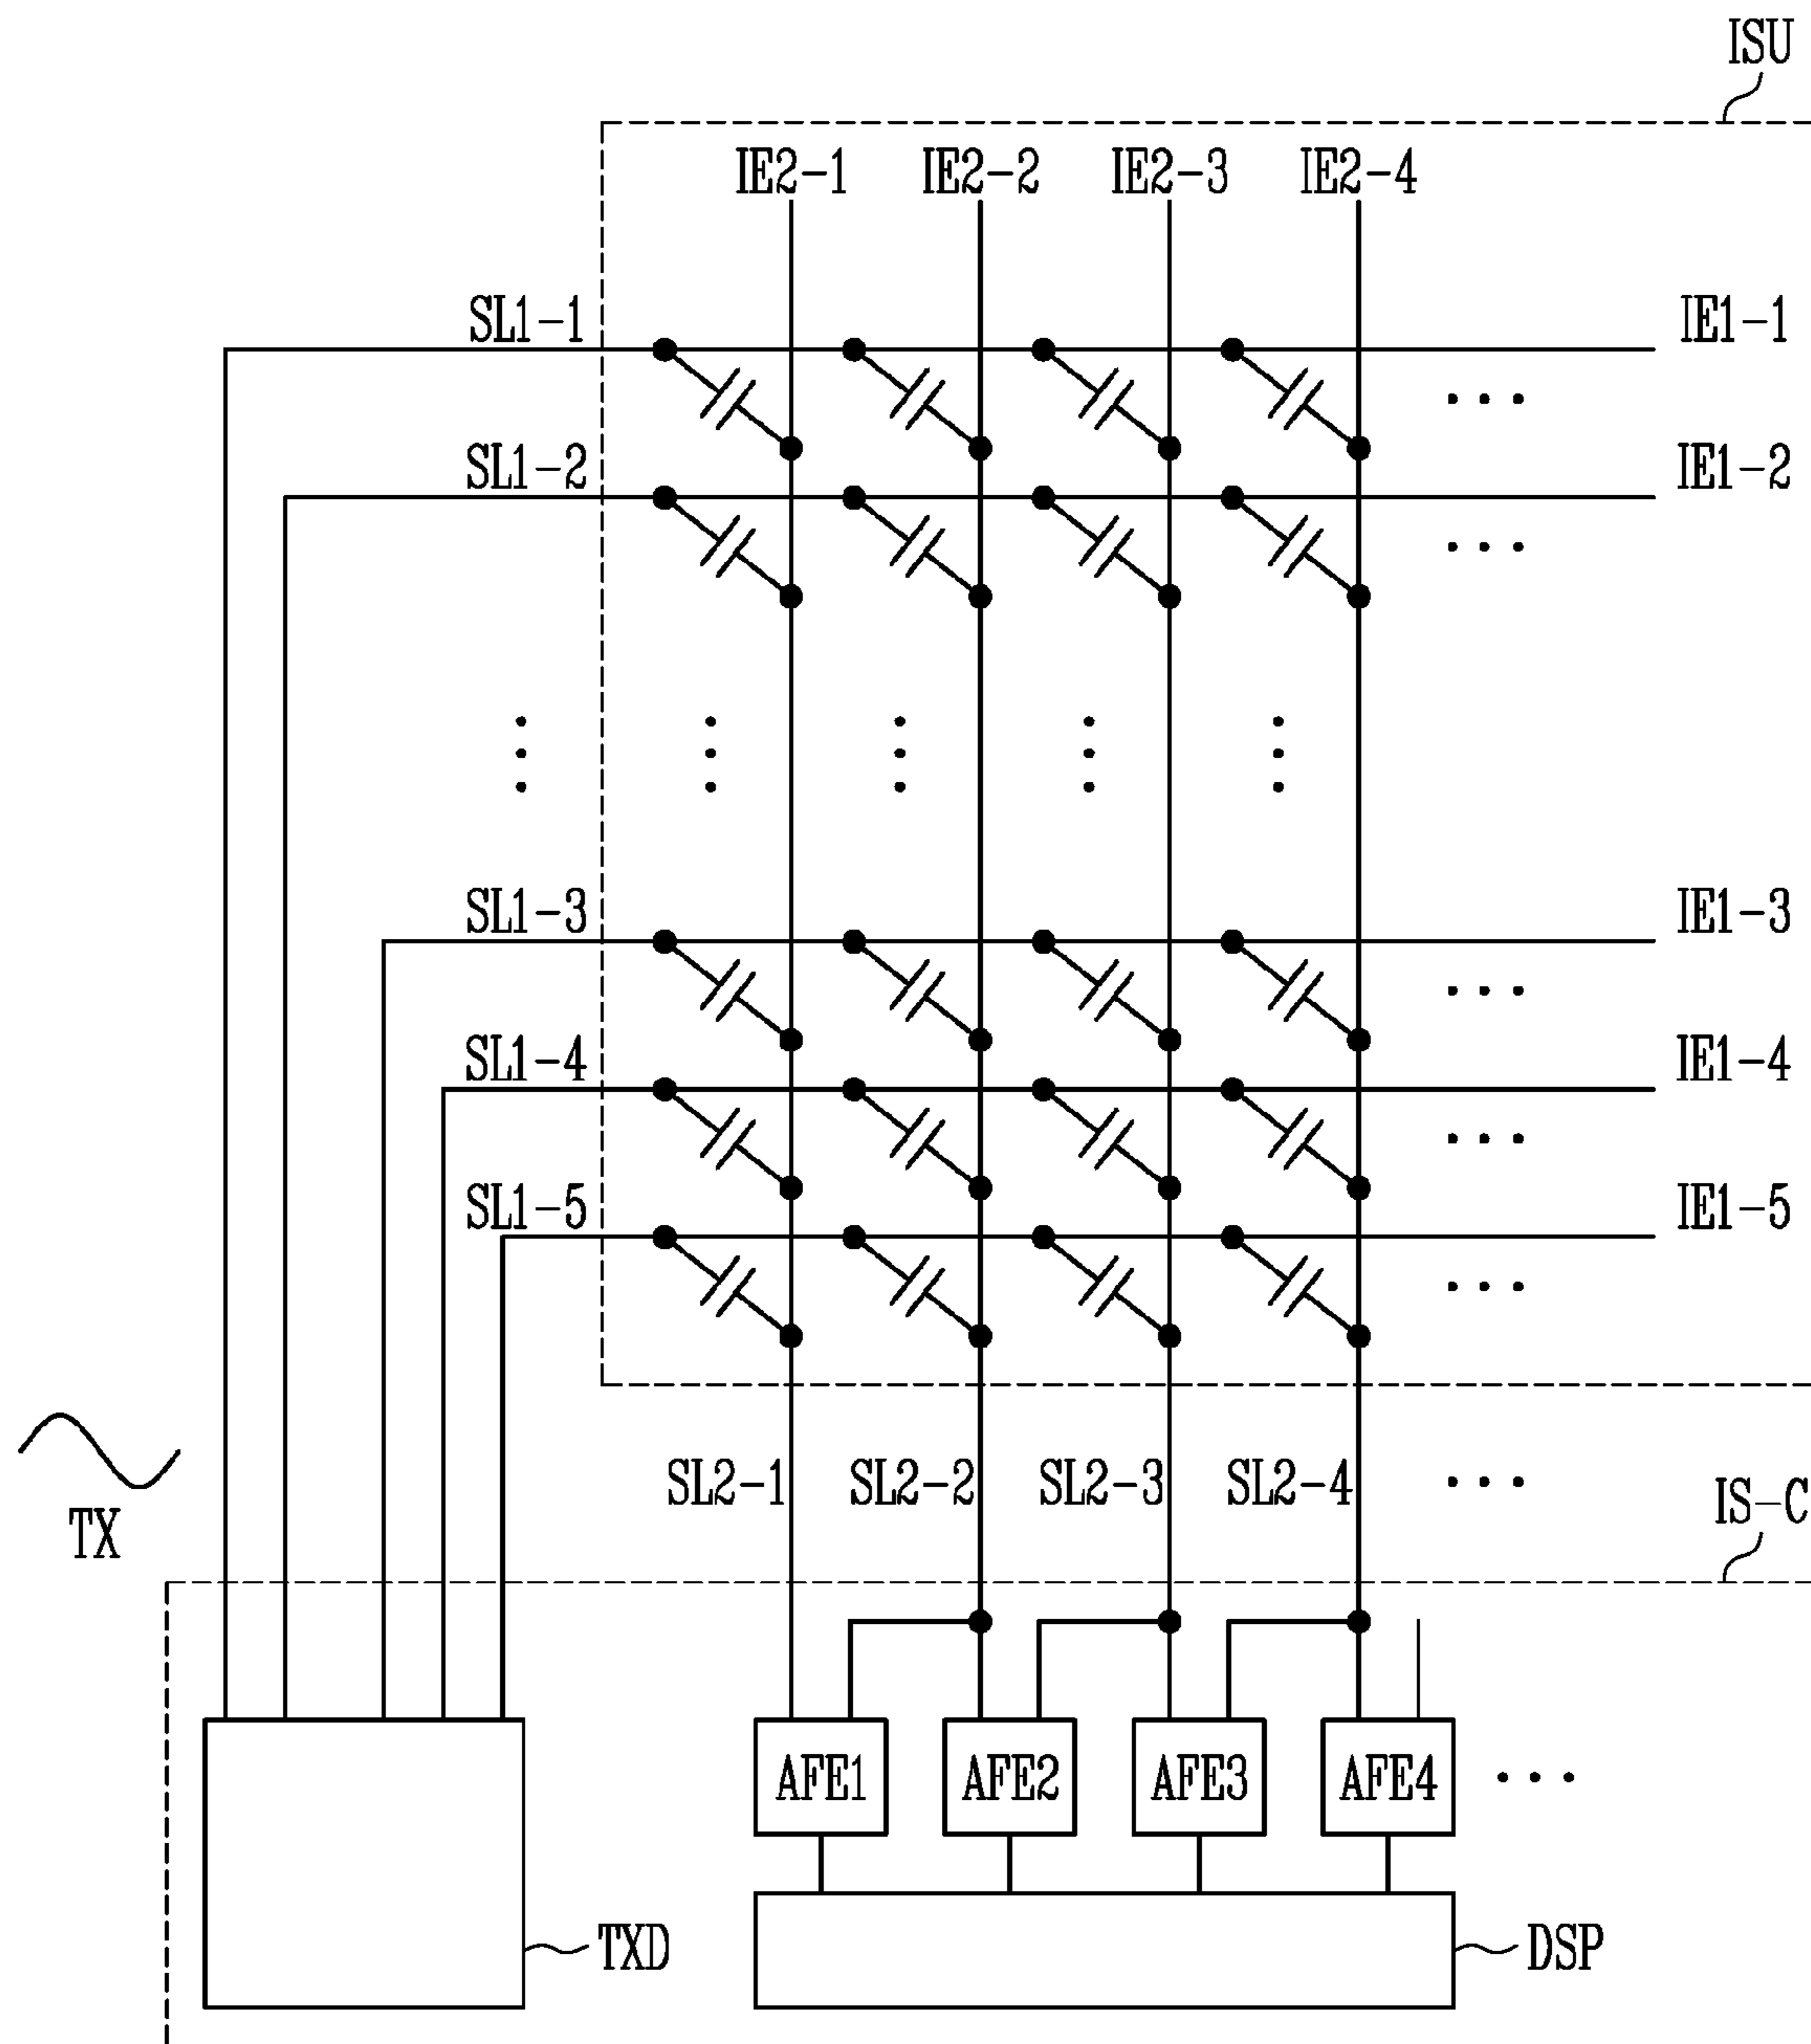 ISU
IE2-1 IE2-2 IE2-3 IE2-4
SL1-1 IE1-1
SL1-2 IE1-2
SL1-3 IE1-3
SL1-4 IE1-4
SL1-5 IE1-5
SL2-1 SL2-2 SL2-3 SL2-4
TX
IS-C
AFE1 AFE2 AFE3 AFE4
TXD DSP